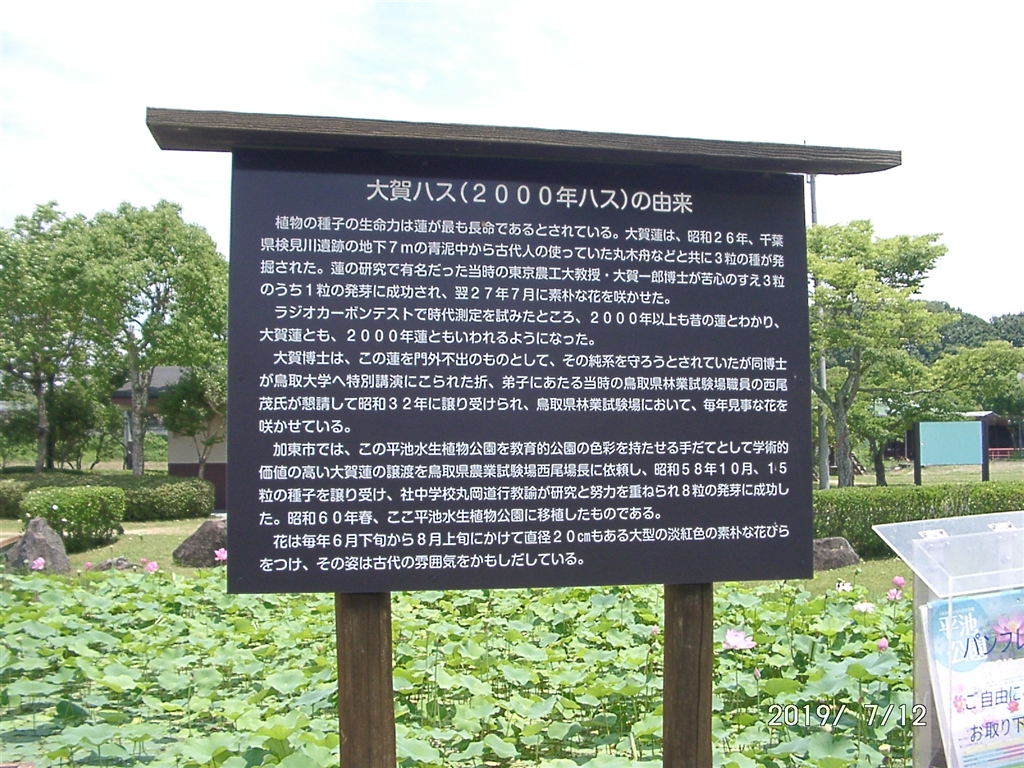 大賀ハス(２０００年ハス)の由来
植物の種子の生命力は蓮が最も長命であるとされている。大賀蓮は、昭和２６年、千葉
県検見川遺跡の地下７ｍの青泥中から古代人の使っていた丸木舟などと共に３粒の種が発
掘された。蓮の研究で有名だった当時の東京農工大教授・大賀一郎博士が苦心のすえ３粒
のうち１粒の発芽に成功され、翌２７年７月に素朴な花を咲かせた。
ラジオカーボンテストで時代測定を試みたところ、２０００年以上も昔の蓮とわかり、
大賀蓮とも、２０００年蓮ともいわれるようになった。
大賀博士は、この蓮を門外不出のものとして、その純系を守ろうとされていたが同博士
が鳥取大学へ特別講演にこられた折、弟子にあたる当時の鳥取県林業試験場職員の西尾
茂氏が懇請して昭和３２年に譲り受けられ、鳥取県林業試験場において、毎年見事な花を
咲かせている。
加東市では、この平池水生植物公園を教育的公園の色彩を持たせる手だてとして学術的
価値の高い大賀蓮の譲渡を鳥取県農業試験場西尾場長に依頼し、昭和５８年１０月、１５
粒の種子を譲り受け、社中学校丸岡道行教諭が研究と努力を重ねられ８粒の発芽に成功し
た。昭和６０年春、ここ平池水生植物公園に移植したものである。
花は毎年６月下旬から８月上旬にかけて直径２０㎝もある大型の淡紅色の素朴な花びら
をつけ、その姿は古代の雰囲気をかもしだしている。
平池
パンフレ
ご自由に
お取り下
2019/ 7/12